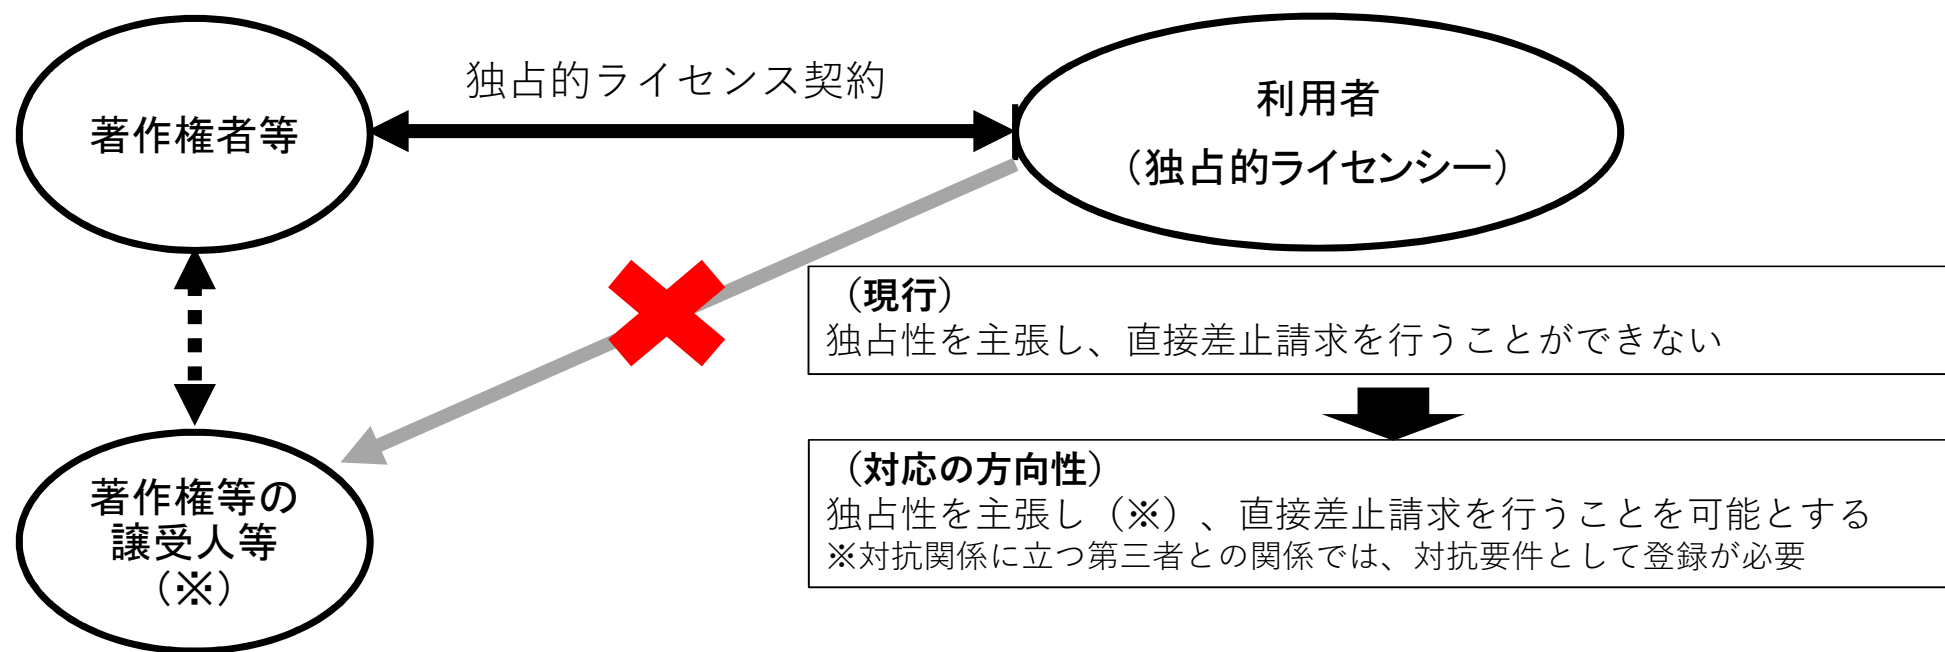 独占的ライセンス契約
著作権者等
利用者
（独占的ライセンシー）
（現行）
独占性を主張し、直接差止請求を行うことができない
（対応の方向性）
独占性を主張し（※）、直接差止請求を行うことを可能とする
※対抗関係に立つ第三者との関係では、対抗要件として登録が必要
著作権等の
譲受人等
（※）